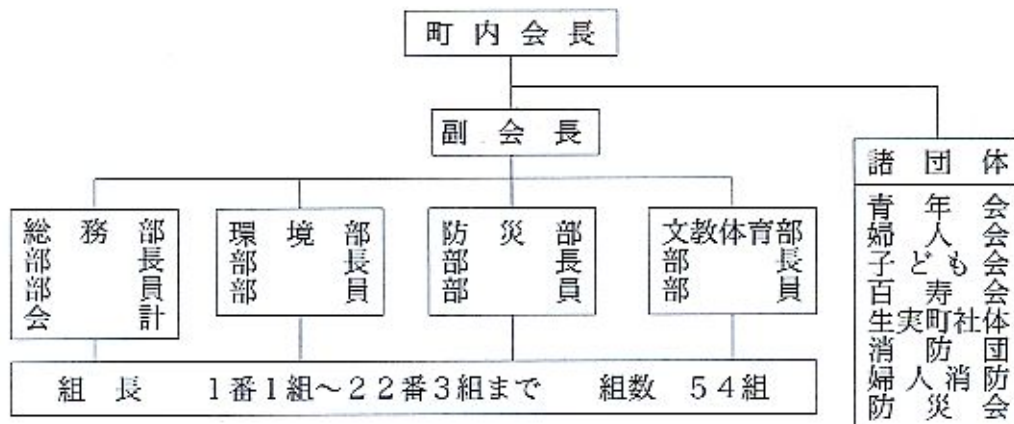 町内会長
副会長
総務部
部長
部員
会計
環境部
部長
部員
防災部
部長
部員
文教体育部
部長
部員
組長 1番1組~22番3組まで 組数 54組
諸団体
青年会
婦人会
子ども会
百寿会
生実町社体
消防団
婦人消防
防災会